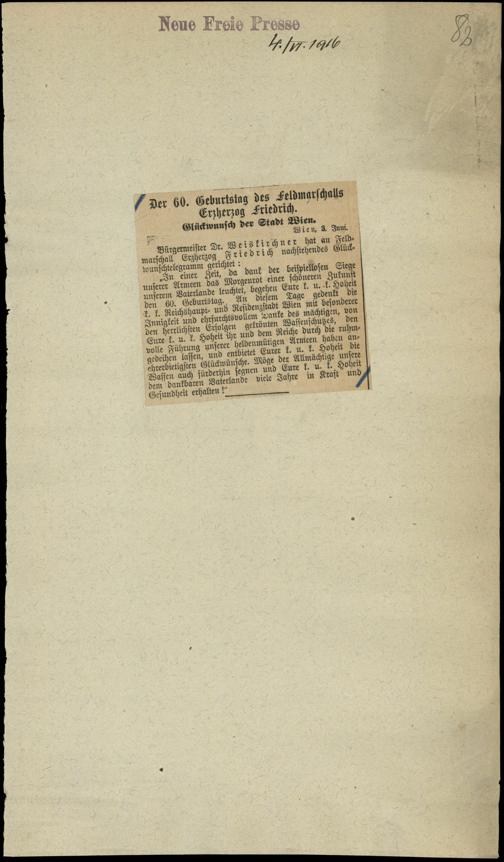 Neue Freie Presse
4./VI. 1916
82
Der 60. Geburtstag des Feldmarschalls
Erzherzog Friedrich.
Glückwunsch der Stadt Wien.
Wien, 3. Juni.
Bürgermeister Dr. Weiskirchner hat an Feld-
marschall Erzherzog Friedrich nachstehendes Glück-
wunschtelegramm gerichtet:
„In einer Zeit, da dank der beispiellosen Siege
unserer Armeen das Morgenrot einer schöneren Zukunft
unserem Vaterlande leuchtet, begehen Eure k. u. k. Hoheit
den 60. Geburtstag. An diesem Tage gedenkt die
k. k. Reichshaupt- und Residenzstadt Wien mit besonderer
Innigkeit und ehrfurchtsvollem Danke des mächtigen, von
den herrlichsten Erfolgen gekrönten Waffenschutzes, den
Eure k. u. k. Hoheit ihr und dem Reiche durch die ruhm-
volle Führung unserer heldenmütigen Armeen haben an-
gedeihen lassen, und entbietet Eurer k. u. k. Hoheit die
ehrerbietigsten Glückwünsche. Möge der Allmächtige unsere
Waffen auch fürderhin segnen und Eure k. u. k. Hoheit
dem dankbaren Vaterlande viele Jahre in Kraft und
Gesundheit erhalten!"